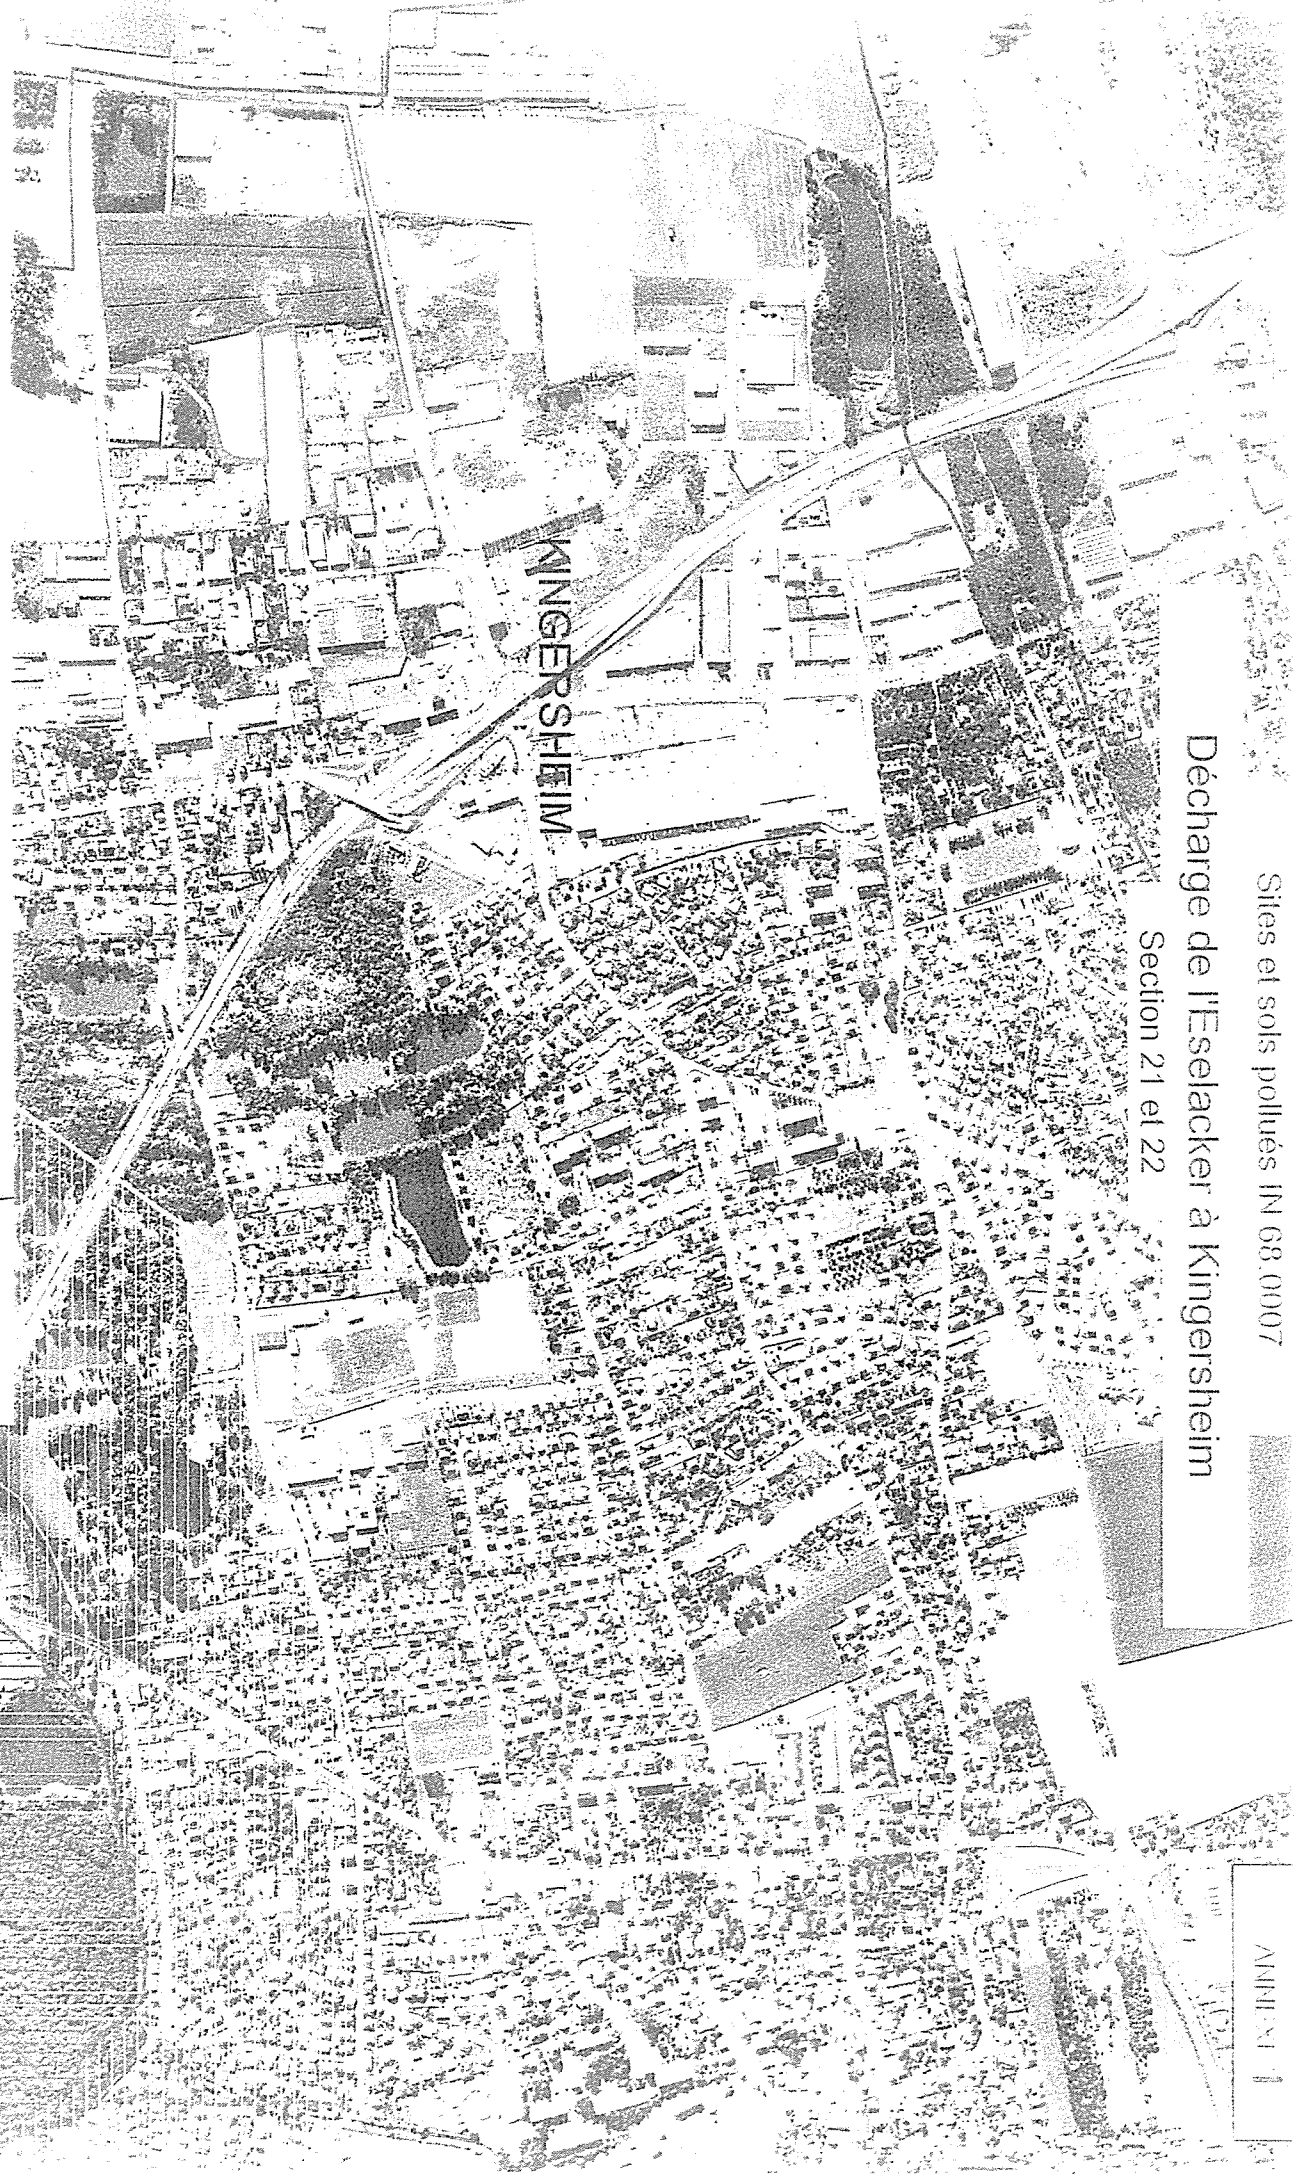 Sites et sols pollués IN 68 0007
Décharge de l'Eselacker à Kingersheim
Section 21 et 22
KINGERSHEIM